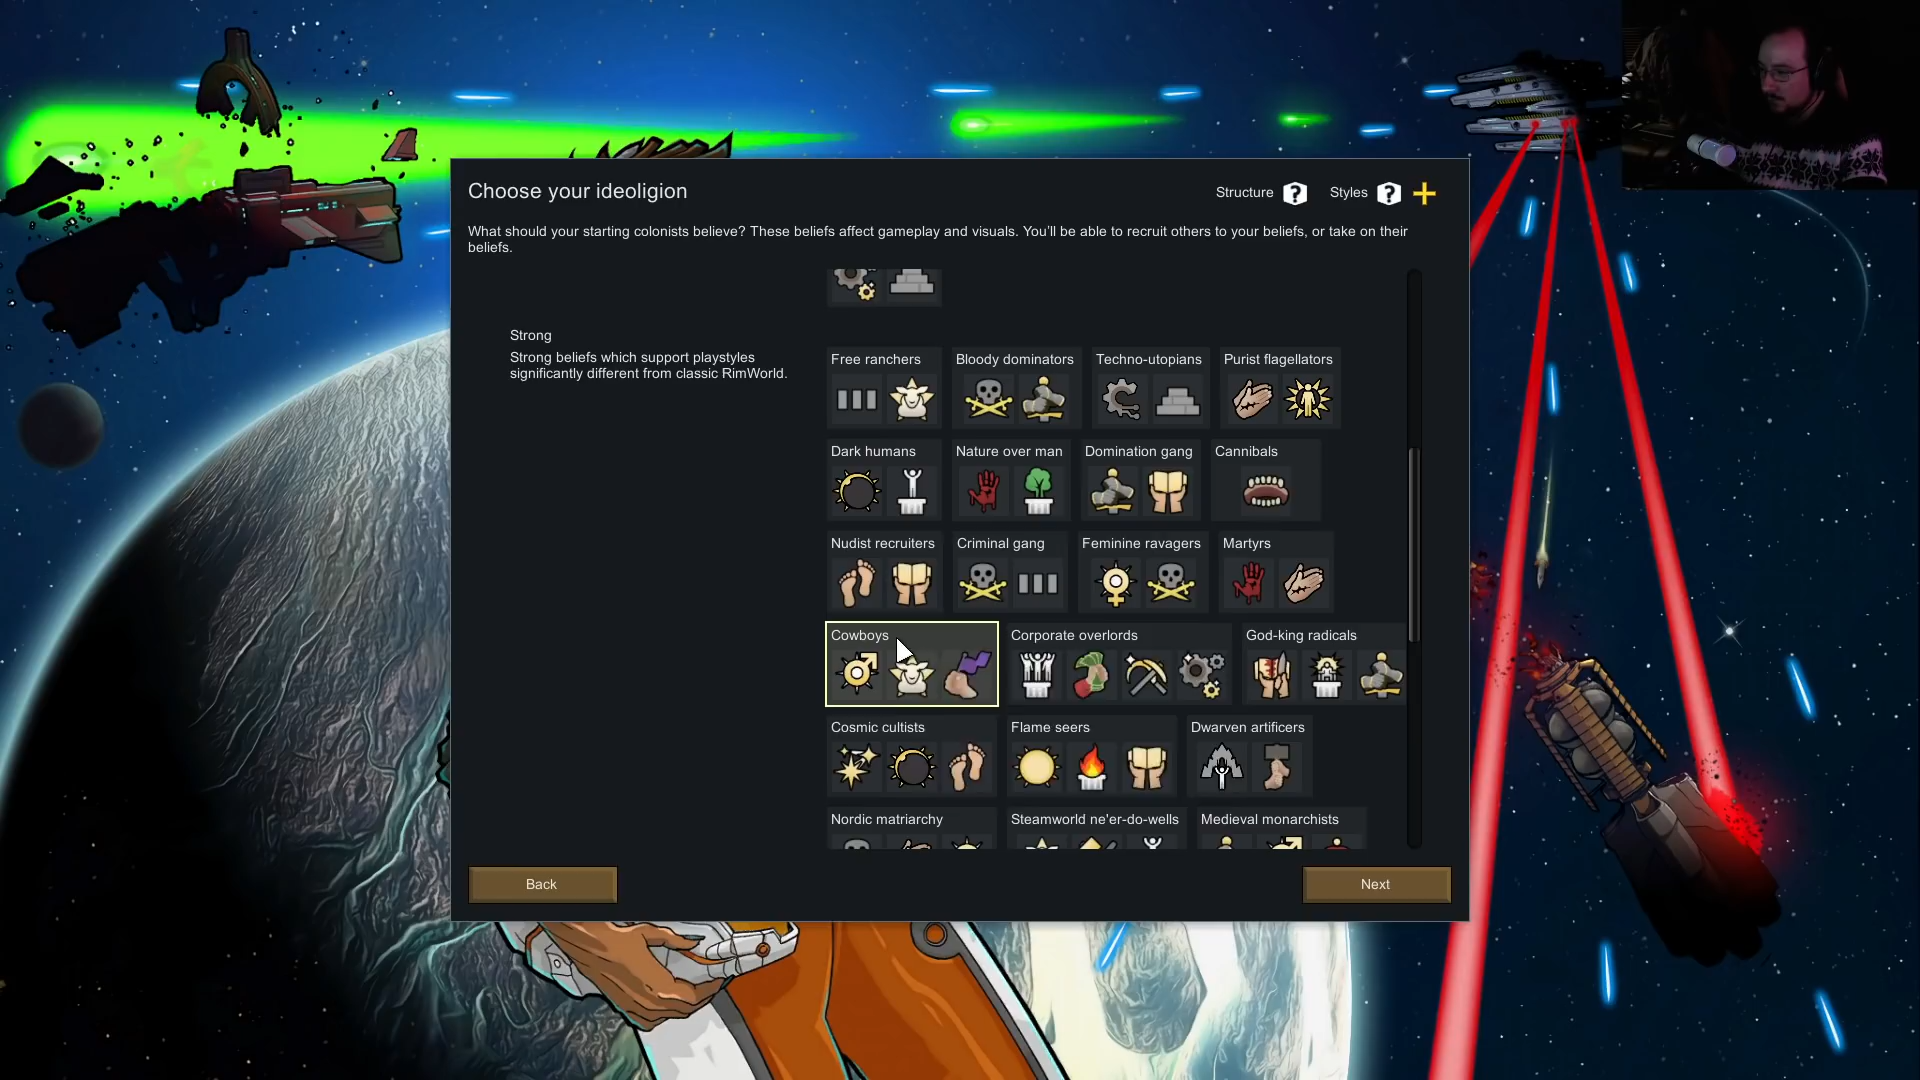 Choose your ideoligion
Structure
Styles
What should your starting colonists believe? These beliefs affect gameplay and visuals. You'll be able to recruit others to your beliefs, or take on their
beliefs.
Strong
Strong beliefs which support playstyles
significantly different from classic RimWorld.
Free ranchers
Bloody dominators
Techno-utopians
Purist flagellators
Dark humans
Nature over man
Domination gang
Cannibals
Nudist recruiters
Criminal gang
Feminine ravagers
Martyrs
Cowboys
Corporate overlords
God-king radicals
Cosmic cultists
Flame seers
Dwarven artificers
Nordic matriarchy
Steamworld ne'er-do-wells
Medieval monarchists
Back
Next